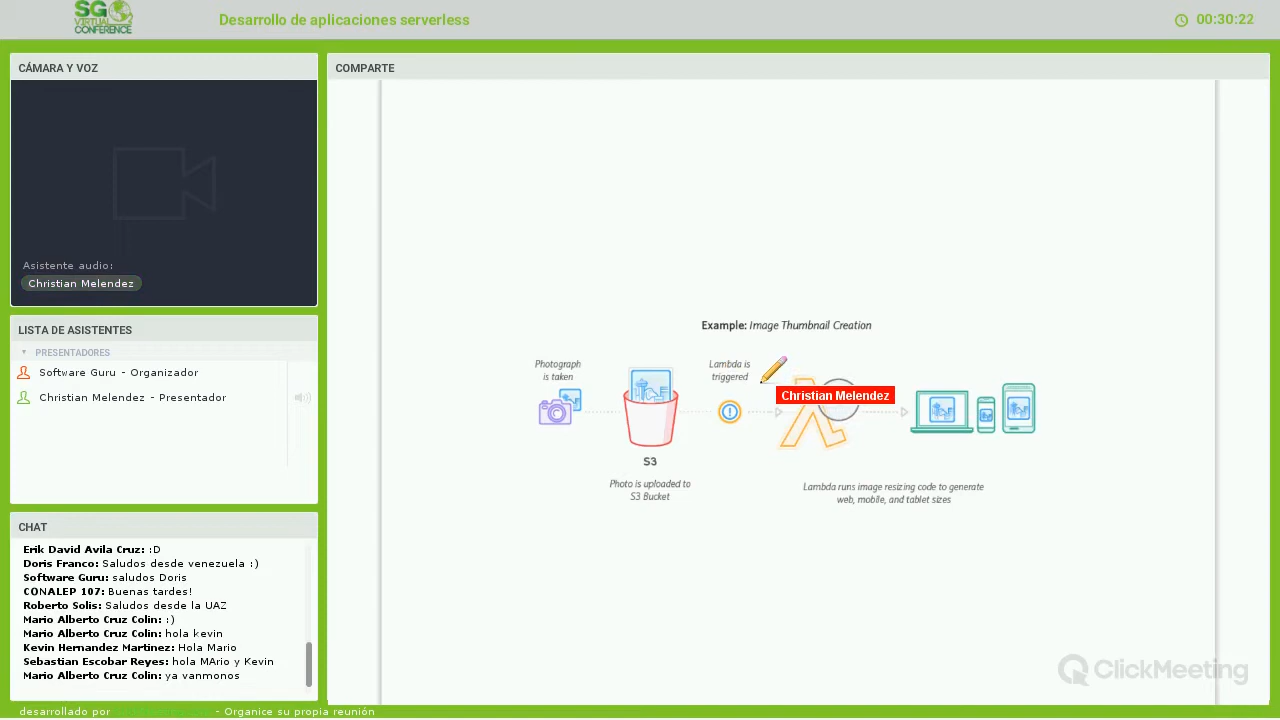 SG
VIRTUAL
CONFERENCE
Desarrollo de aplicaciones serverless
00:30:22
CÁMARA Y VOZ
Asistente audio:
Christian Melendez
LISTA DE ASISTENTES
PRESENTADORES
Software Guru - Organizador
Christian Melendez - Presentador
CHAT
Erik David Avila Cruz: :D
Doris Franco: Saludos desde venezuela :)
Software Guru: saludos Doris
CONALEP 107: Buenas tardes!
Roberto Solis: Saludos desde la UAZ
Mario Alberto Cruz Colin: :)
Mario Alberto Cruz Colin: hola kevin
Kevin Hernandez Martinez: Hola Mario
Sebastian Escobar Reyes: hola MArio y Kevin
Mario Alberto Cruz Colin: ya vanmonos
desarrollado por
- Organice su propia reunión
COMPARTE
Example: Image Thumbnail Creation
Photograph
is taken
Lambda is
triggered
Christian Melendez
S3
Photo is uploaded to
S3 Bucket
Lambda runs image resizing code to generate
web, mobile, and tablet sizes
ClickMeeting